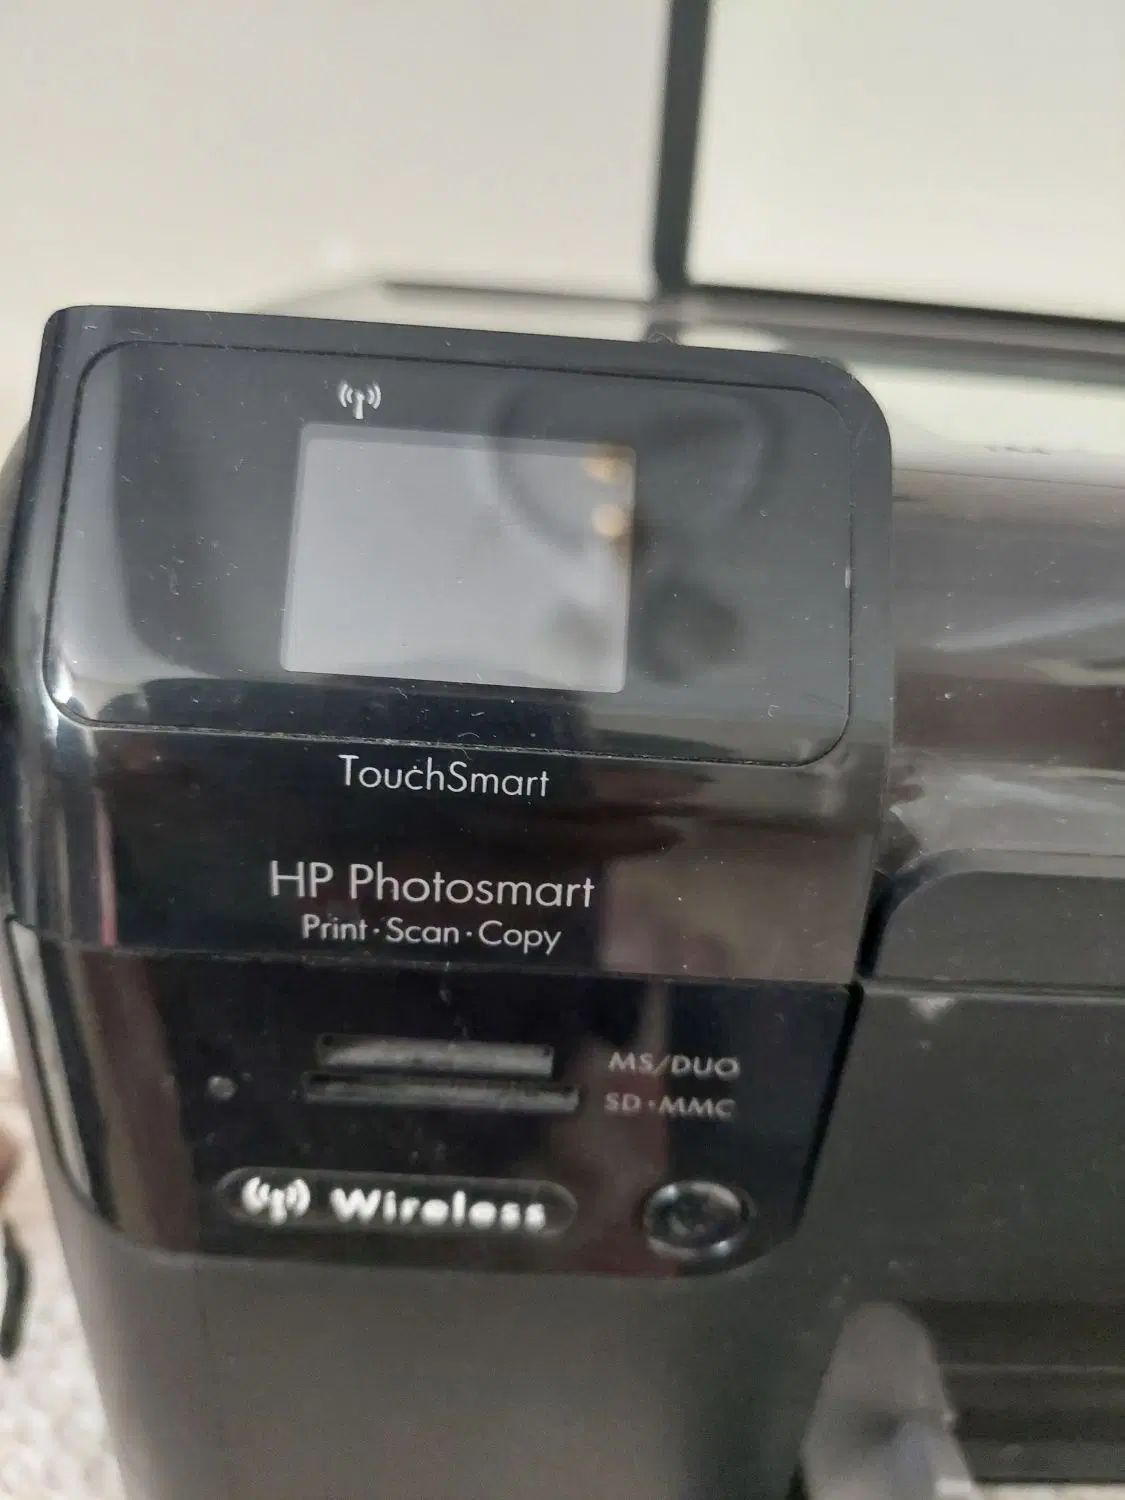 TouchSmart
HP Photosmart
Print·Scan·Copy
MS/DUO
SD·MMC
Wireless